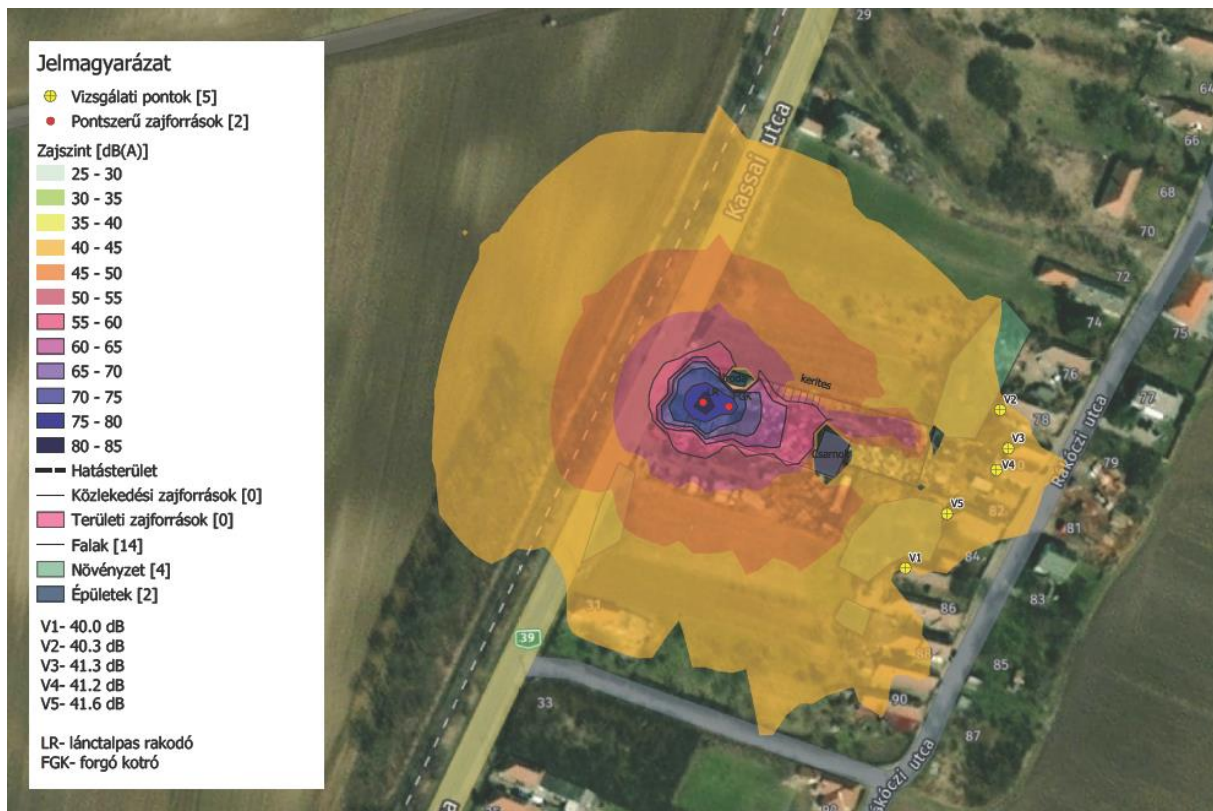 Jelmagyarázat
Vizsgálati pontok [5]
Pontszerű zajforrások [2]
Zajszint [dB(A)]
25 - 30
30 - 35
35 - 40
40 - 45
45 - 50
50 - 55
55 - 60
60 - 65
65 - 70
70 - 75
75 - 80
80 - 85
Hatásterület
Közlekedési zajforrások [0]
Területi zajforrások [0]
Falak [14]
Növényzet [4]
Épületek [2]
V1- 40.0 dB
V2- 40.3 dB
V3- 41.3 dB
V4- 41.2 dB
V5- 41.6 dB
LR- lánctalpas rakodó
FGK- forgó kotró
29
Kassai utca
64
66
68
70
72
74
75
76
77
78
79
81
82
83
84
85
86
87
88
90
31
33
35
39
kerites
Csarnok
LR
FGK
V2
V3
V4
V5
V1
Rákóczi utca
Rákóczi utca